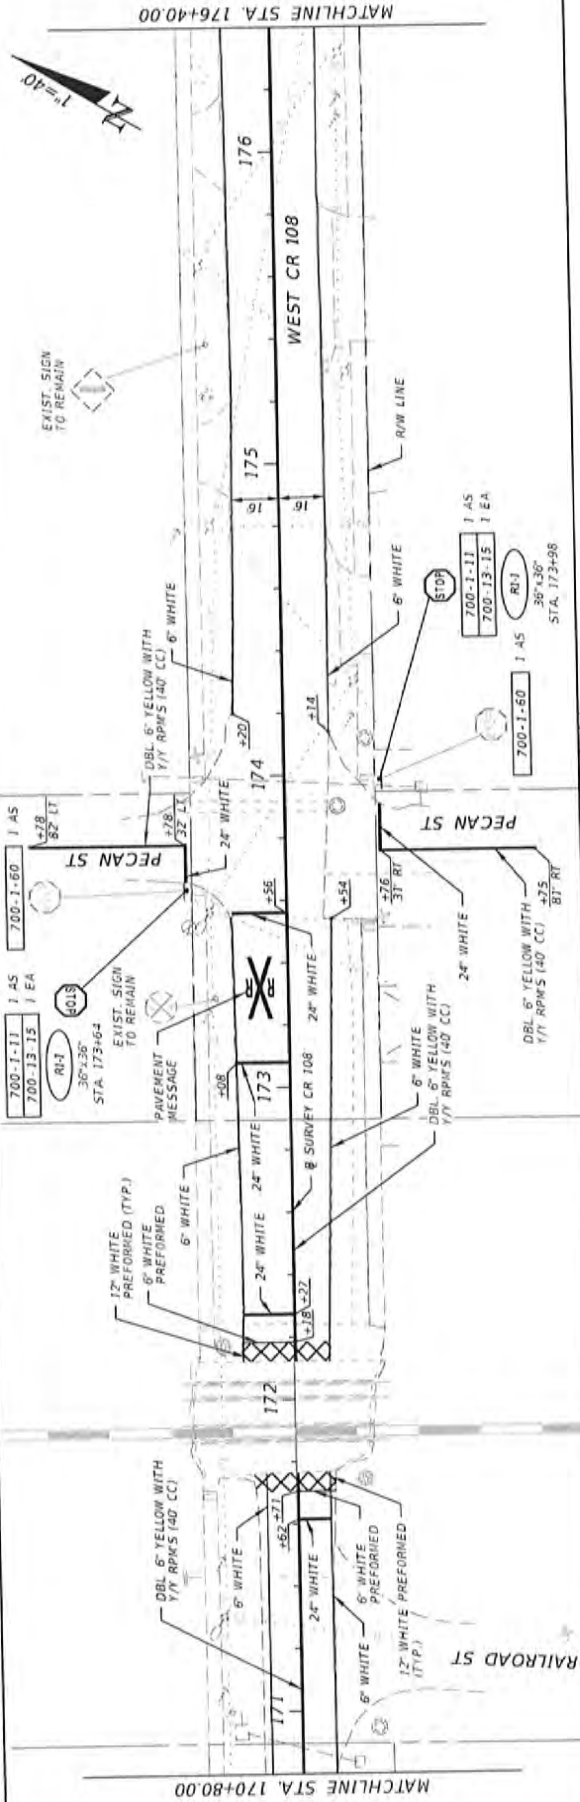 MATCHLINE STA. 176+40.00
1"=40'
N
176
WEST CR 108
EXIST. SIGN
TO REMAIN
175
16'
16'
R/W LINE
6" WHITE
DBL. 6" YELLOW WITH
Y/Y RPM'S (40' CC)
6" WHITE
STOP
700-1-11 1 AS
700-13-15 1 EA
R1-1
36"x36"
STA. 173+98
700-1-60 1 AS
+20
+14
174
700-1-60 1 AS
+78
82' LT
+78
32' LT
PECAN ST
24" WHITE
PECAN ST
+76
31' RT
+75
81' RT
24" WHITE
DBL. 6" YELLOW WITH
Y/Y RPM'S (40' CC)
700-1-11 1 AS
700-13-15 1 EA
R1-1
36"x36"
STA. 173+64
STOP
EXIST. SIGN
TO REMAIN
PAVEMENT
MESSAGE
R R
+56
+54
24" WHITE
+08
173
℄ SURVEY CR 108
6" WHITE
DBL. 6" YELLOW WITH
Y/Y RPM'S (40' CC)
6" WHITE
24" WHITE
24" WHITE
12" WHITE
PREFORMED (TYP.)
6" WHITE
PREFORMED
+27
+18
172
DBL. 6" YELLOW WITH
Y/Y RPM'S (40' CC)
6" WHITE
+71
+62
24" WHITE
6" WHITE
PREFORMED
12" WHITE PREFORMED
(TYP.)
6" WHITE
171
RAILROAD ST
MATCHLINE STA. 170+80.00